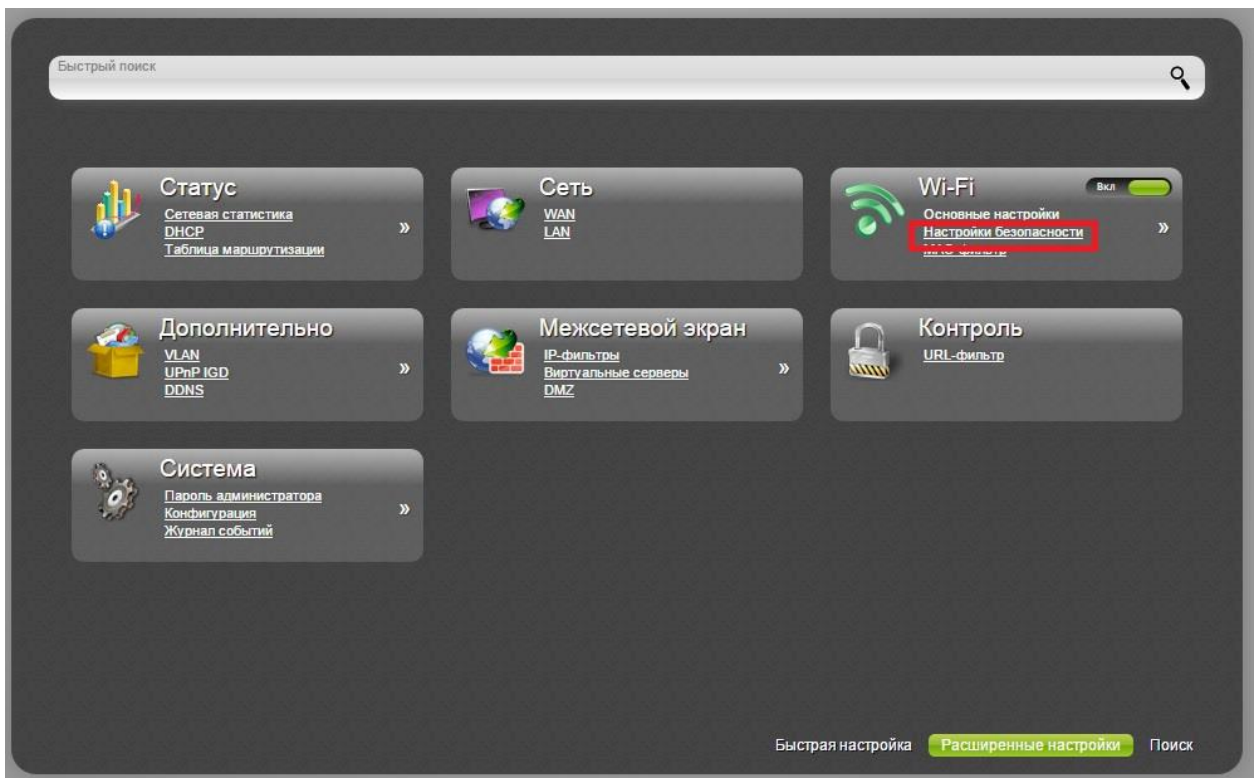 Быстрый поиск
Статус
Сетевая статистика
DHCP
Таблица маршрутизации
»
Сеть
WAN
LAN
Wi-Fi
Вкл
Основные настройки
Настройки безопасности
MAC-фильтр
»
Дополнительно
VLAN
UPnP IGD
DDNS
»
Межсетевой экран
IP-фильтры
Виртуальные серверы
DMZ
»
Контроль
URL-фильтр
Система
Пароль администратора
Конфигурация
Журнал событий
»
Быстрая настройка Расширенные настройки Поиск